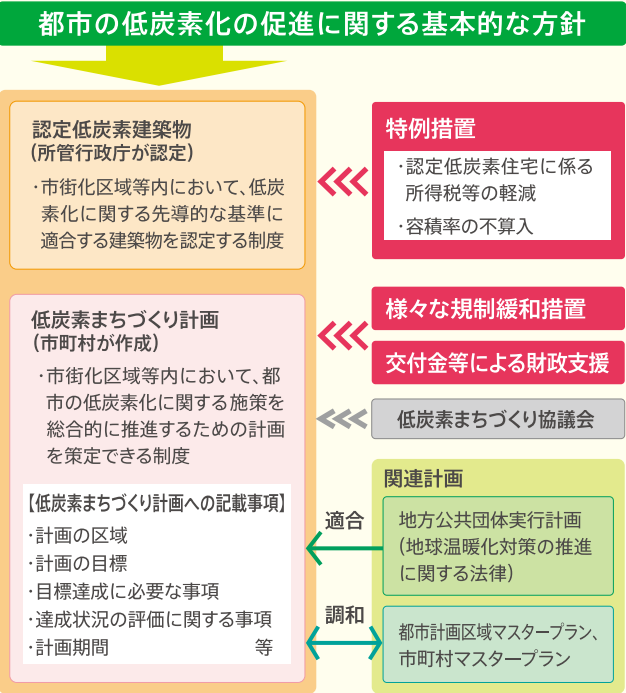 都市の低炭素化の促進に関する基本的な方針
認定低炭素建築物
(所管行政庁が認定)
・市街化区域等内において、低炭
素化に関する先導的な基準に
適合する建築物を認定する制度
特例措置
・認定低炭素住宅に係る
所得税等の軽減
・容積率の不算入
低炭素まちづくり計画
(市町村が作成)
・市街化区域等内において、都
市の低炭素化に関する施策を
総合的に推進するための計画
を策定できる制度
様々な規制緩和措置
交付金等による財政支援
低炭素まちづくり協議会
【低炭素まちづくり計画への記載事項】
・計画の区域
・計画の目標
・目標達成に必要な事項
・達成状況の評価に関する事項
・計画期間 等
適合
調和
関連計画
地方公共団体実行計画
(地球温暖化対策の推進
に関する法律)
都市計画区域マスタープラン、
市町村マスタープラン